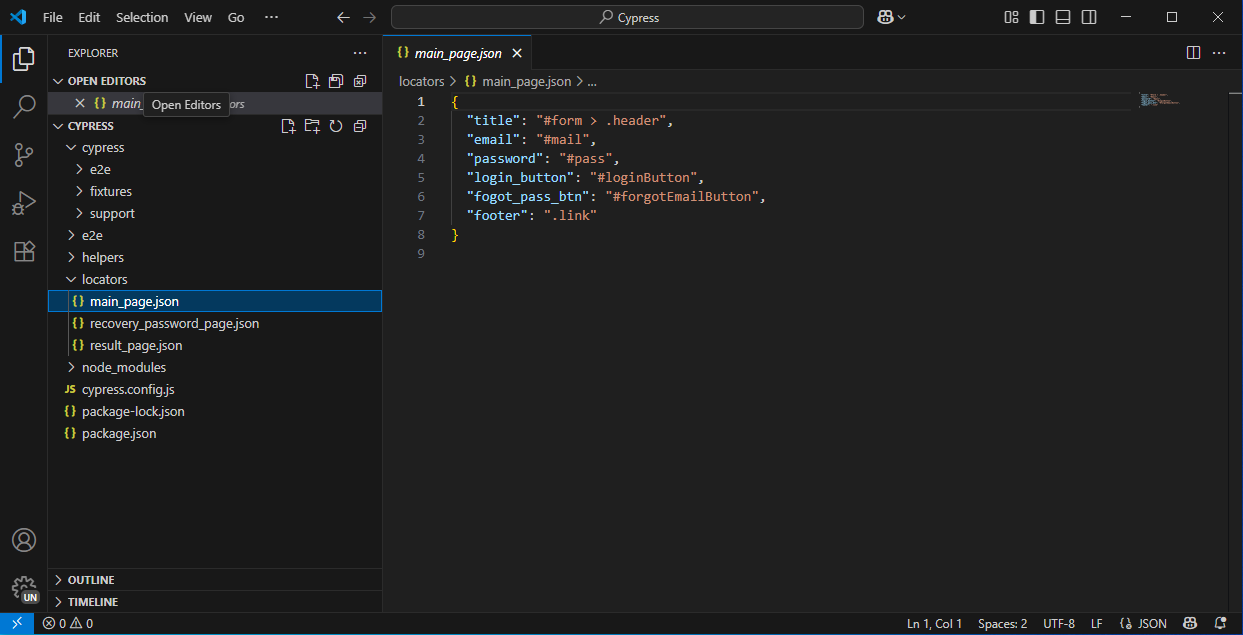 File Edit Selection View Go ··· Cypress
EXPLORER ···
OPEN EDITORS
{} main_ Open Editors ors
CYPRESS
cypress
e2e
fixtures
support
e2e
helpers
locators
{} main_page.json
{} recovery_password_page.json
{} result_page.json
node_modules
JS cypress.config.js
{} package-lock.json
{} package.json
OUTLINE
TIMELINE
UN
{} main_page.json
locators > {} main_page.json > ...
1 {
2 "title": "#form > .header",
3 "email": "#mail",
4 "password": "#pass",
5 "login_button": "#loginButton",
6 "fogot_pass_btn": "#forgotEmailButton",
7 "footer": ".link"
8 }
9
0 0 Ln 1, Col 1 Spaces: 2 UTF-8 LF {} JSON